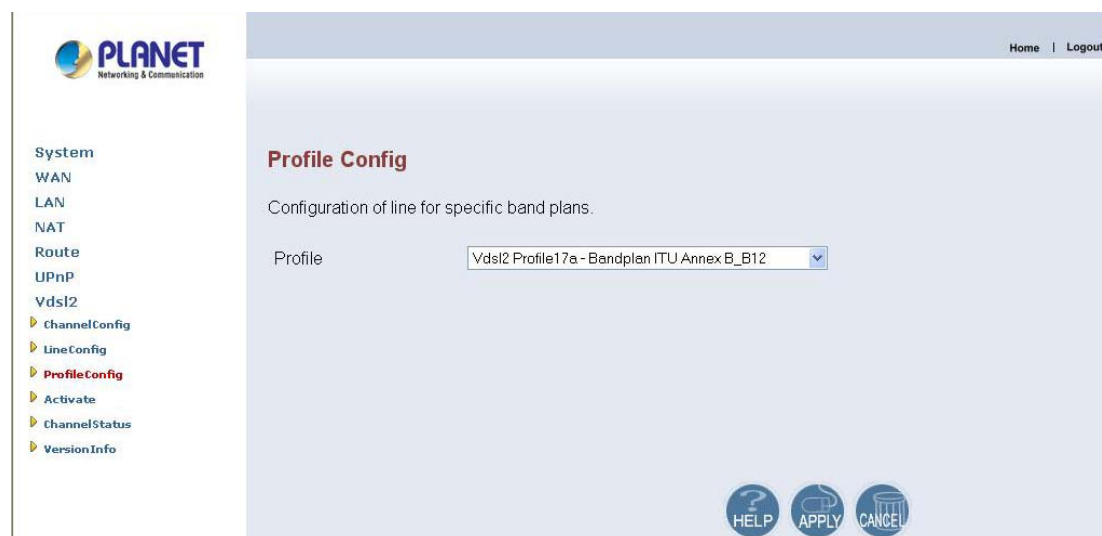 PLANET
Networking & Communication
Home | Logout
System
WAN
LAN
NAT
Route
UPnP
Vdsl2
ChannelConfig
LineConfig
ProfileConfig
Activate
ChannelStatus
VersionInfo
Profile Config
Configuration of line for specific band plans.
Profile Vdsl2 Profile17a - Bandplan ITU Annex B_B12
HELP APPLY CANCEL